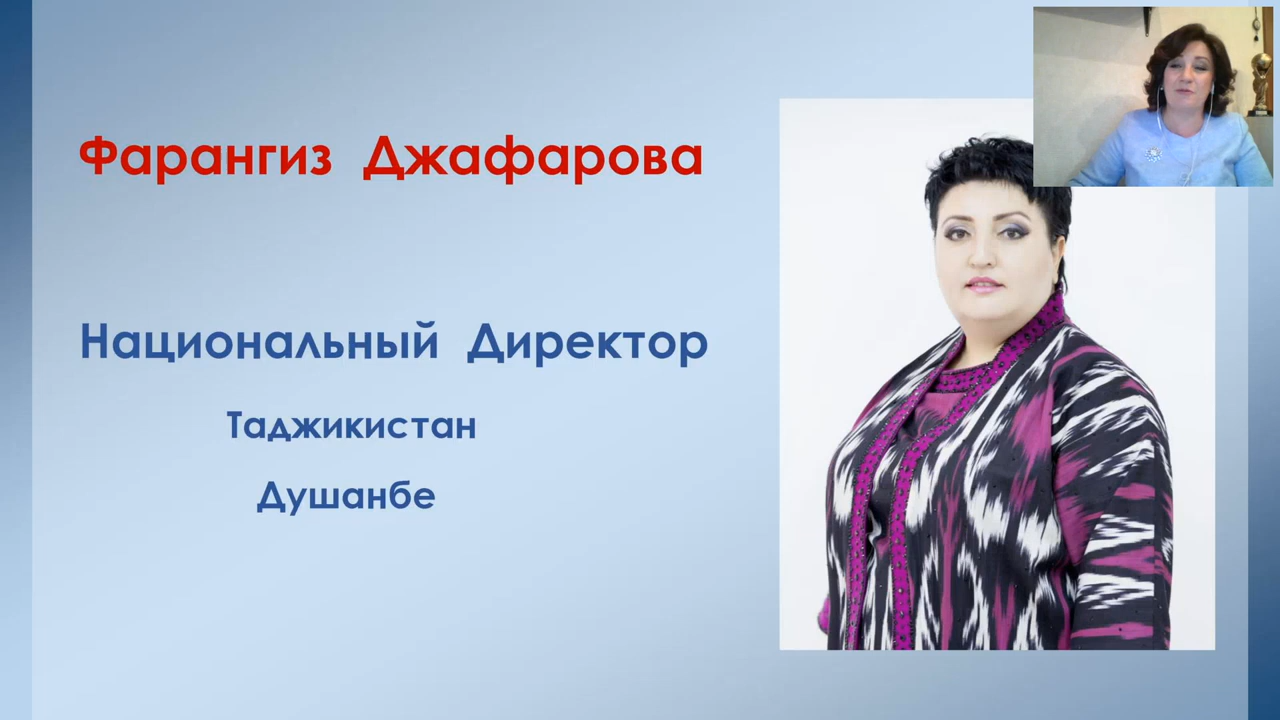 Фарангиз Джафарова
Национальный Директор
Таджикистан
Душанбе